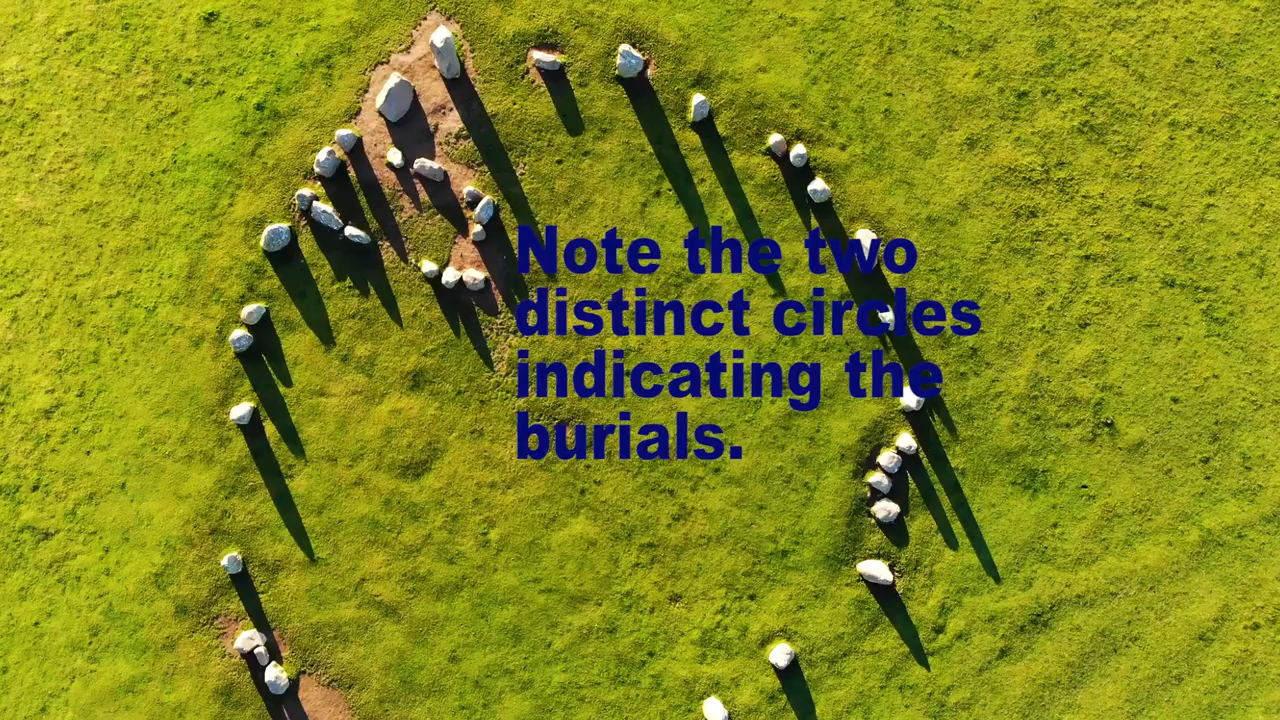 Note the two
distinct circles
indicating the
burials.